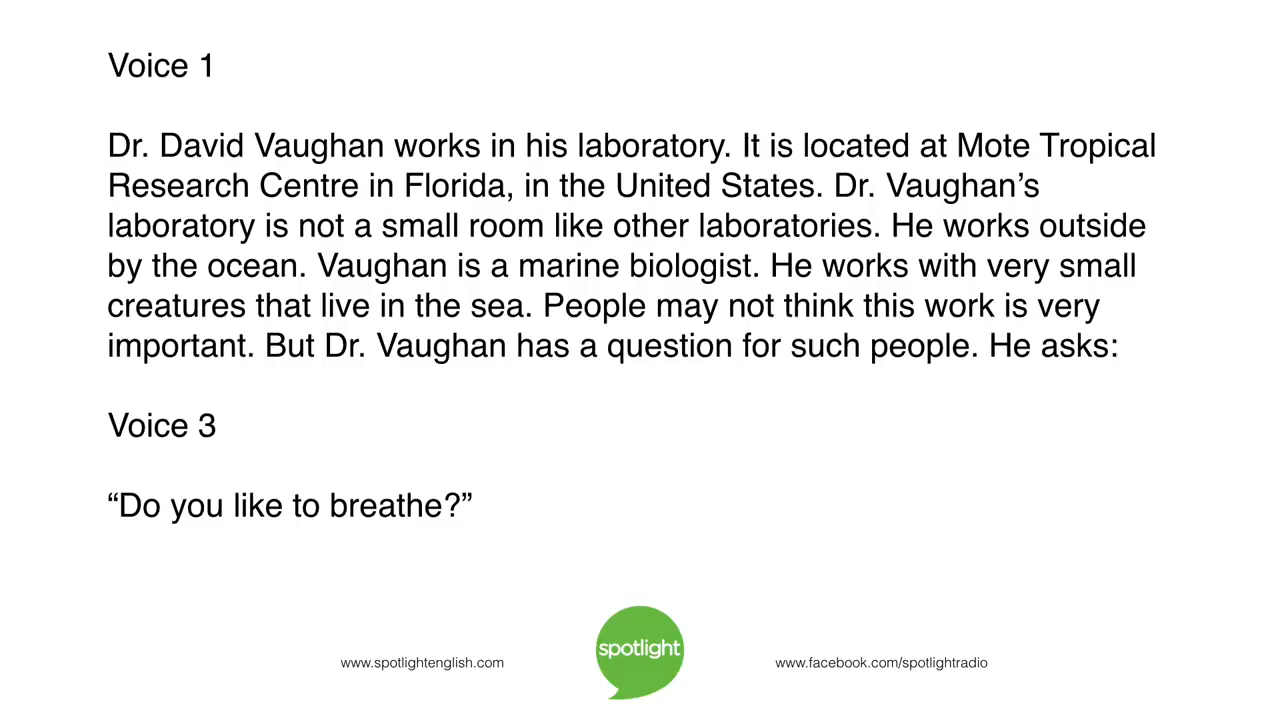 Voice 1
Dr. David Vaughan works in his laboratory. It is located at Mote Tropical
Research Centre in Florida, in the United States. Dr. Vaughan’s
laboratory is not a small room like other laboratories. He works outside
by the ocean. Vaughan is a marine biologist. He works with very small
creatures that live in the sea. People may not think this work is very
important. But Dr. Vaughan has a question for such people. He asks:
Voice 3
“Do you like to breathe?”
www.spotlightenglish.com
spotlight
www.facebook.com/spotlightradio